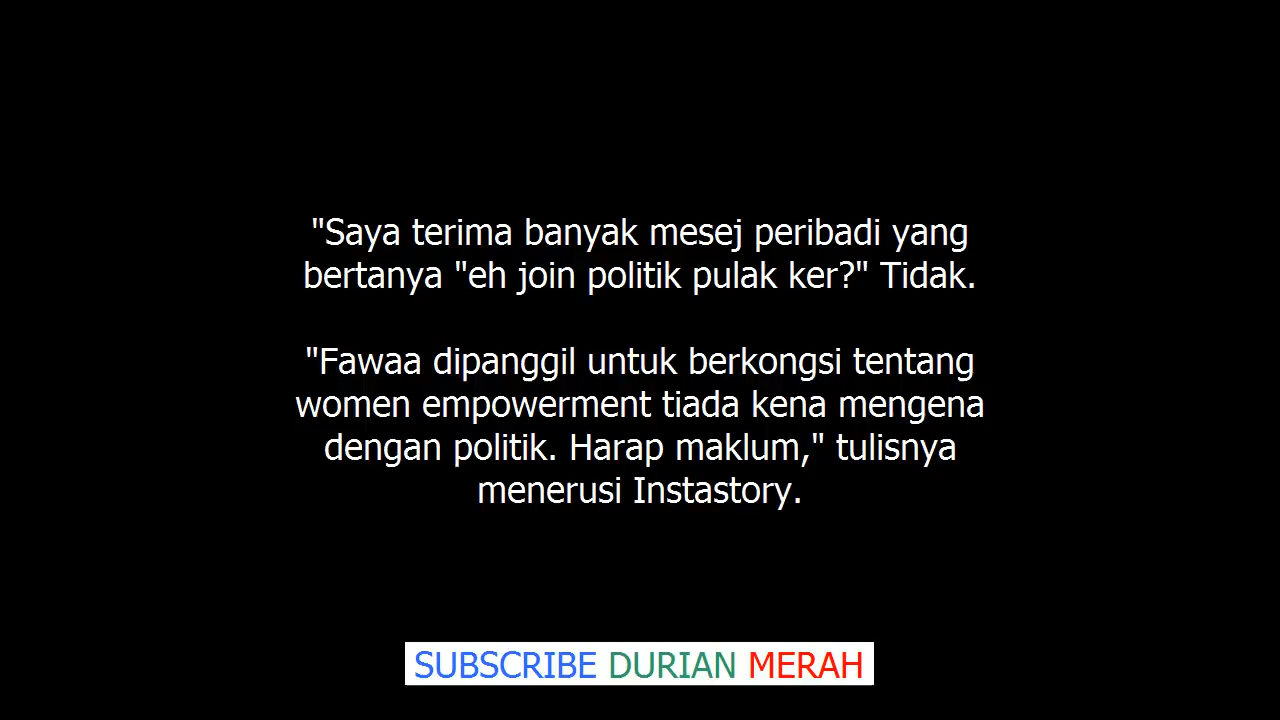 "Saya terima banyak mesej peribadi yang
bertanya "eh join politik pulak ker?" Tidak.
"Fawaa dipanggil untuk berkongsi tentang
women empowerment tiada kena mengena
dengan politik. Harap maklum," tulisnya
menerusi Instastory.
SUBSCRIBE DURIAN MERAH